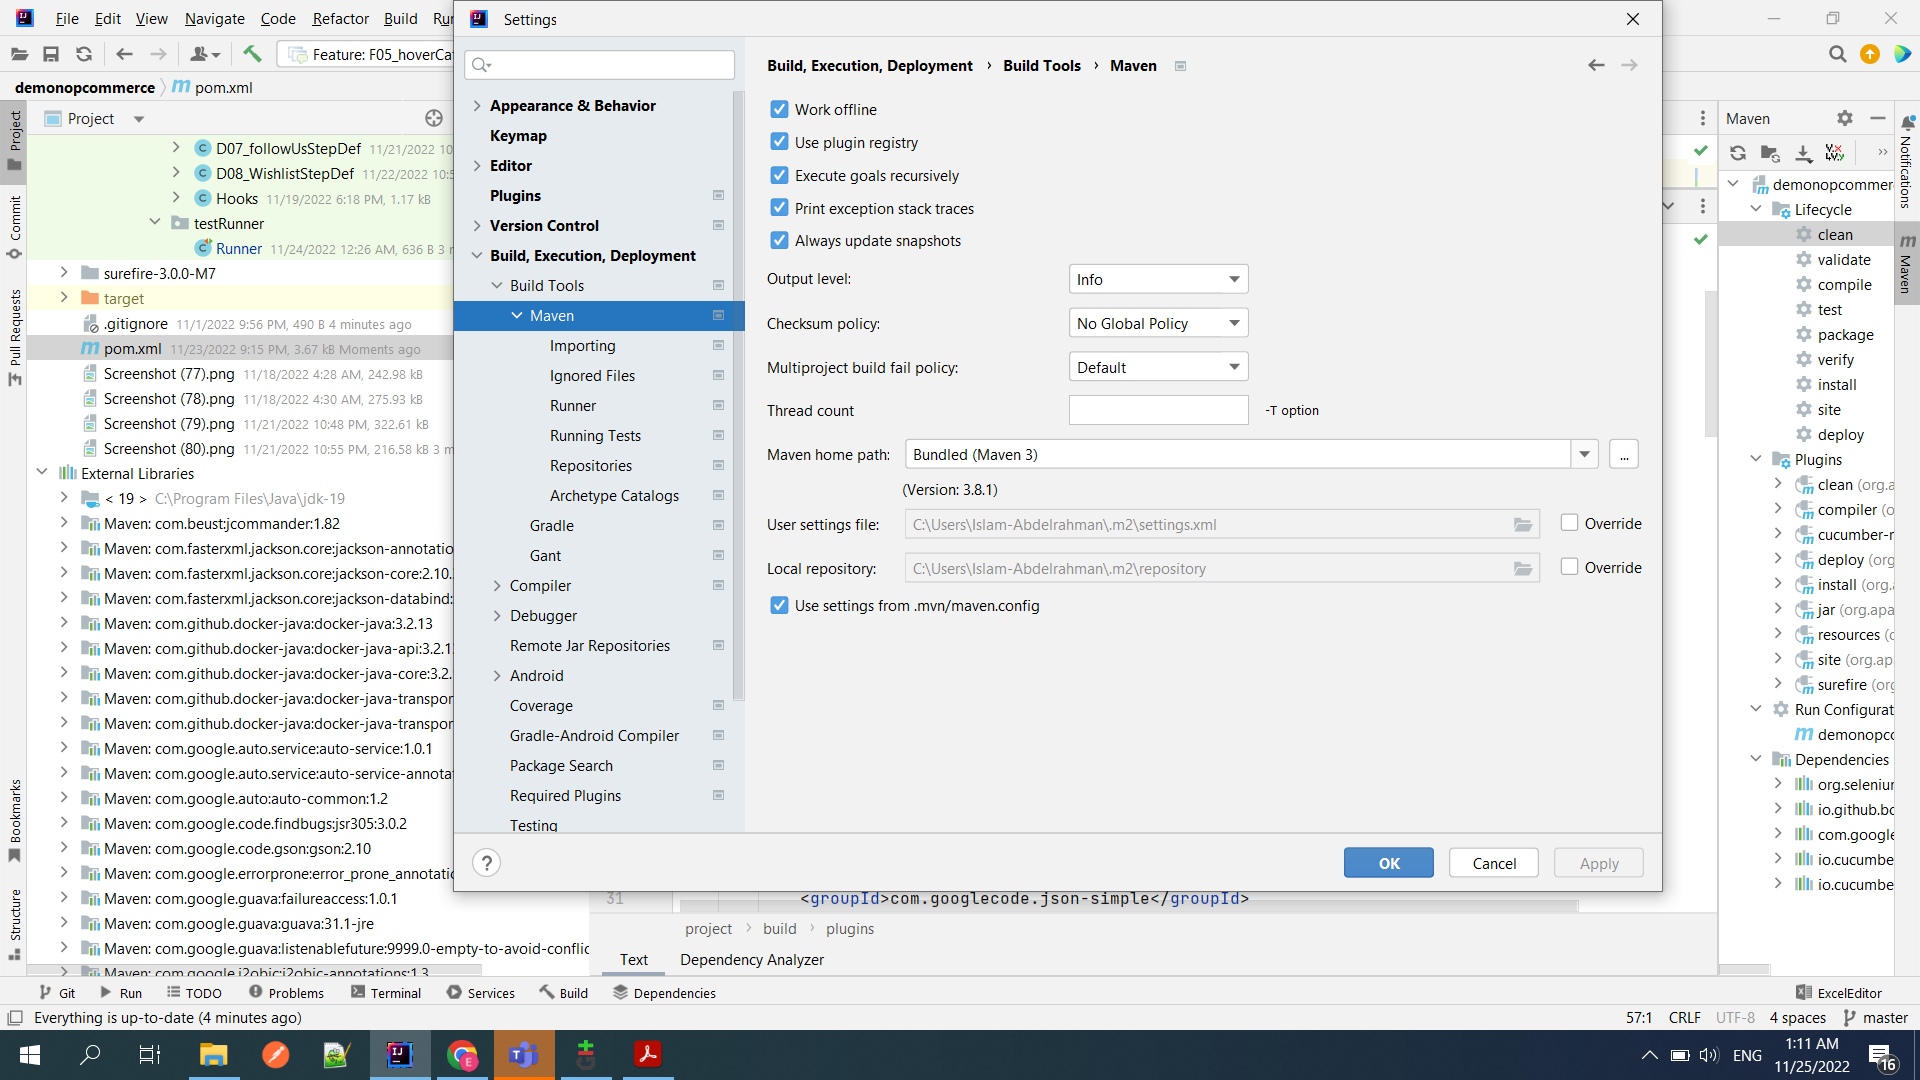 File Edit View Navigate Code Refactor Build Ru
Settings
Feature: F05_hoverCa
demonopcommerce
pom.xml
Project
Project
D07_followUsStepDef 11/21/2022 10
D08_WishlistStepDef 11/22/2022 10:5
Hooks 11/19/2022 6:18 PM, 1.17 kB
testRunner
Runner 11/24/2022 12:26 AM, 636 B 3 m
surefire-3.0.0-M7
target
.gitignore 11/1/2022 9:56 PM, 490 B 4 minutes ago
pom.xml 11/23/2022 9:15 PM, 3.67 kB Moments ago
Screenshot (77).png 11/18/2022 4:28 AM, 242.98 kB
Screenshot (78).png 11/18/2022 4:30 AM, 275.93 kB
Screenshot (79).png 11/21/2022 10:48 PM, 322.61 kB
Screenshot (80).png 11/21/2022 10:55 PM, 216.58 kB 3 m
External Libraries
< 19 > C:\Program Files\Java\jdk-19
Maven: com.beust:jcommander:1.82
Maven: com.fasterxml.jackson.core:jackson-annotatio
Maven: com.fasterxml.jackson.core:jackson-core:2.10.
Maven: com.fasterxml.jackson.core:jackson-databind:
Maven: com.github.docker-java:docker-java:3.2.13
Maven: com.github.docker-java:docker-java-api:3.2.1
Maven: com.github.docker-java:docker-java-core:3.2.
Maven: com.github.docker-java:docker-java-transpor
Maven: com.github.docker-java:docker-java-transpor
Maven: com.google.auto.service:auto-service:1.0.1
Maven: com.google.auto.service:auto-service-annotat
Maven: com.google.auto:auto-common:1.2
Maven: com.google.code.findbugs:jsr305:3.0.2
Maven: com.google.code.gson:gson:2.10
Maven: com.google.errorprone:error_prone_annotatio
Maven: com.google.guava:failureaccess:1.0.1
Maven: com.google.guava:guava:31.1-jre
Maven: com.google.guava:listenablefuture:9999.0-empty-to-avoid-conflic
Maven: com.google.j2objc:j2objc-annotations:1.3
Commit
Pull Requests
Bookmarks
Structure
Appearance & Behavior
Keymap
Editor
Plugins
Version Control
Build, Execution, Deployment
Build Tools
Maven
Importing
Ignored Files
Runner
Running Tests
Repositories
Archetype Catalogs
Gradle
Gant
Compiler
Debugger
Remote Jar Repositories
Android
Coverage
Gradle-Android Compiler
Package Search
Required Plugins
Testing
Build, Execution, Deployment › Build Tools › Maven
Work offline
Use plugin registry
Execute goals recursively
Print exception stack traces
Always update snapshots
Output level: Info
Checksum policy: No Global Policy
Multiproject build fail policy: Default
Thread count -T option
Maven home path: Bundled (Maven 3) ...
(Version: 3.8.1)
User settings file: C:\Users\Islam-Abdelrahman\.m2\settings.xml Override
Local repository: C:\Users\Islam-Abdelrahman\.m2\repository Override
Use settings from .mvn/maven.config
? OK Cancel Apply
31 <groupId>com.googlecode.json-simple</groupId>
project › build › plugins
Text Dependency Analyzer
Maven
demonopcommer
Lifecycle
clean
validate
compile
test
package
verify
install
site
deploy
Plugins
clean (org.a
compiler (o
cucumber-r
deploy (org
install (org.a
jar (org.apa
resources (o
site (org.ap
surefire (org
Run Configurat
demonopco
Dependencies
org.seleniur
io.github.bo
com.google
io.cucumbe
io.cucumbe
Notifications
Maven
Git Run TODO Problems Terminal Services Build Dependencies ExcelEditor
Everything is up-to-date (4 minutes ago) 57:1 CRLF UTF-8 4 spaces master
ENG 1:11 AM
11/25/2022 16